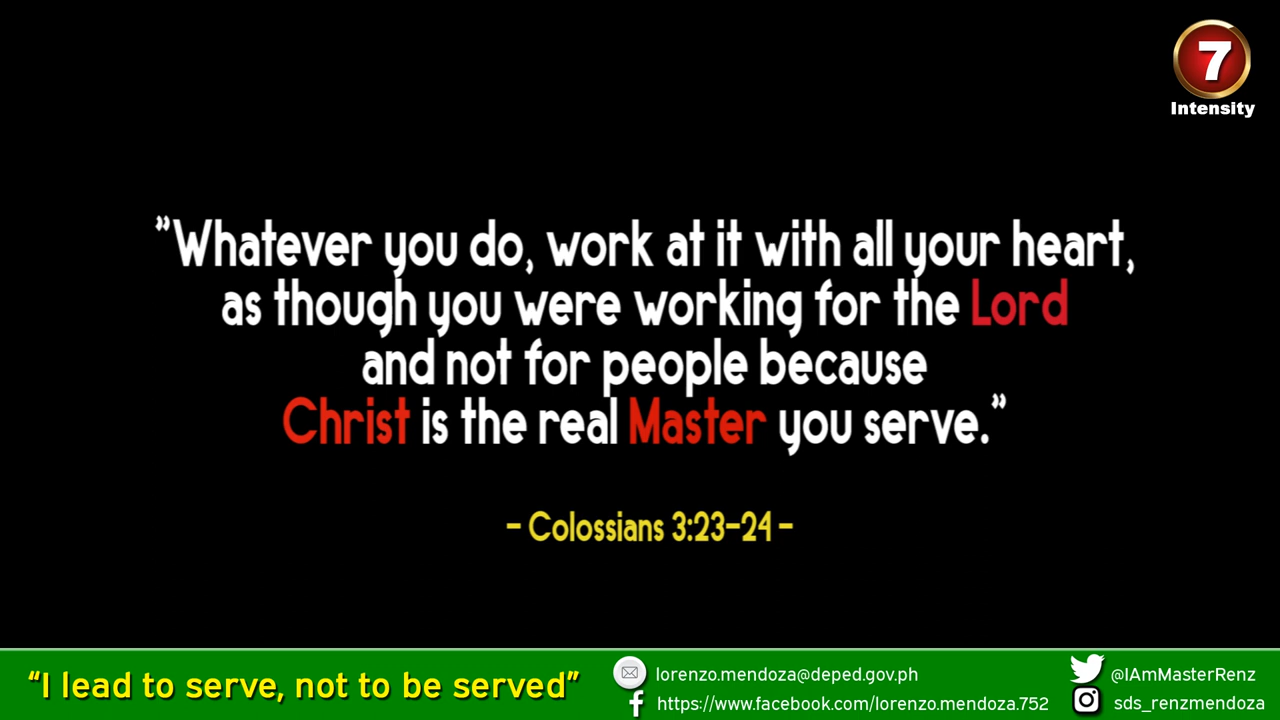 7
Intensity
"Whatever you do, work at it with all your heart,
as though you were working for the Lord
and not for people because
Christ is the real Master you serve."
- Colossians 3:23-24 -
"I lead to serve, not to be served"
lorenzo.mendoza@deped.gov.ph
https://www.facebook.com/lorenzo.mendoza.752
@IAmMasterRenz
sds_renzmendoza